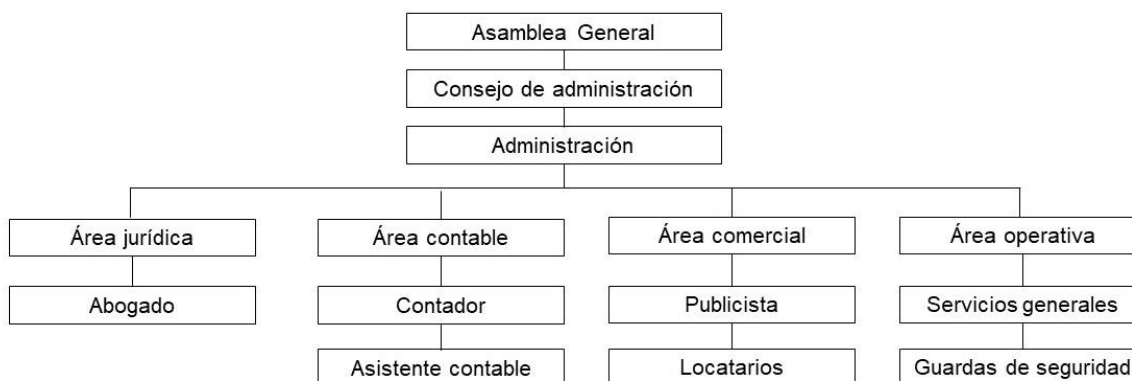 Asamblea General
Consejo de administración
Administración
Área jurídica
Área contable
Área comercial
Área operativa
Abogado
Contador
Publicista
Servicios generales
Asistente contable
Locatarios
Guardas de seguridad